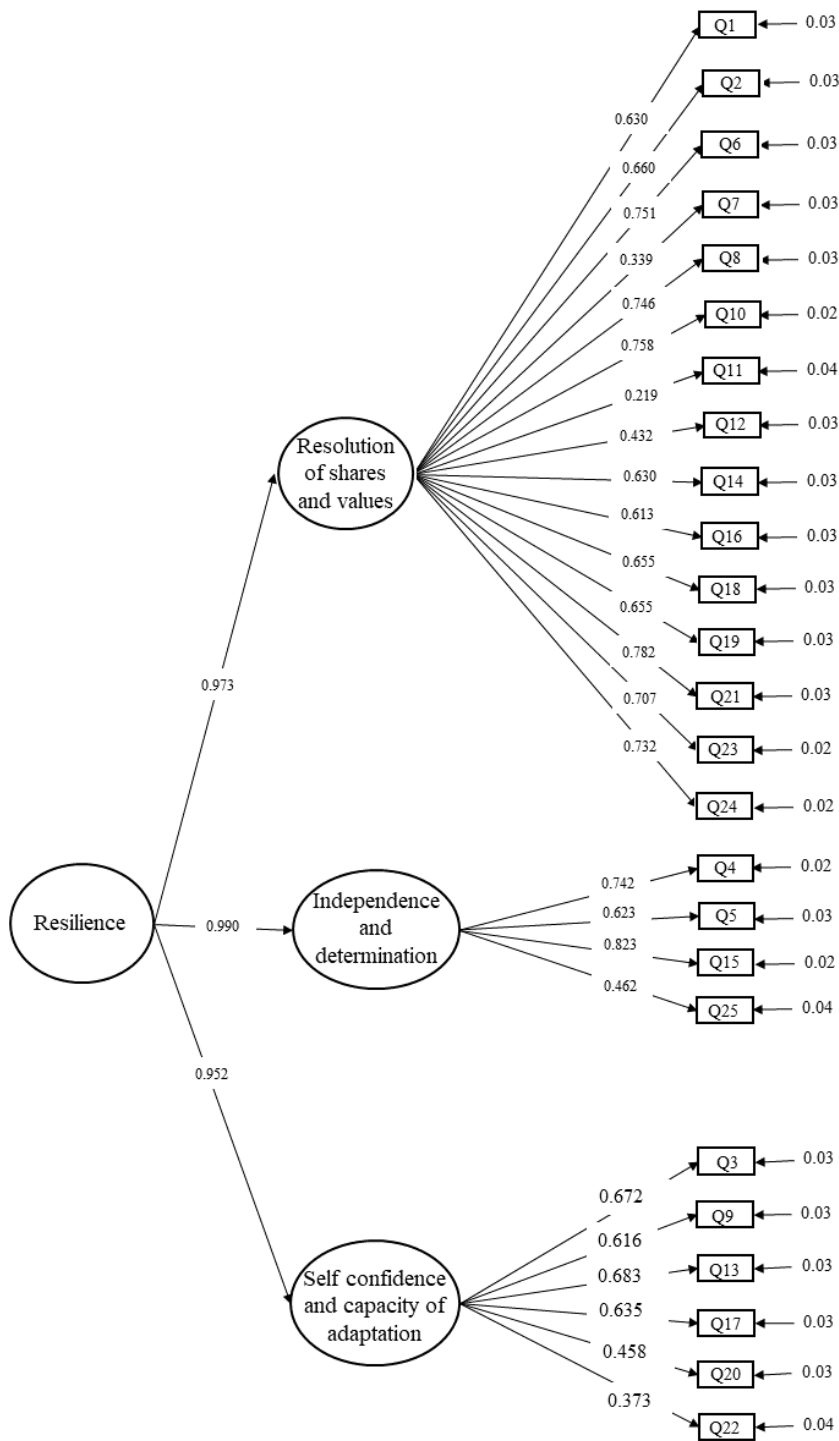 Q1
0.03
Q2
0.03
0.630
Q6
0.03
0.660
Q7
0.03
0.751
0.339
Q8
0.03
0.746
Q10
0.02
0.758
Q11
0.04
0.219
Q12
0.03
0.432
Resolution
of shares
and values
0.630
Q14
0.03
0.613
Q16
0.03
0.655
Q18
0.03
0.655
Q19
0.03
0.782
Q21
0.03
0.707
Q23
0.02
0.732
Q24
0.02
0.973
Resilience
0.990
Independence
and
determination
0.742
Q4
0.02
0.623
Q5
0.03
0.823
Q15
0.02
0.462
Q25
0.04
0.952
Self confidence
and capacity of
adaptation
0.672
Q3
0.03
0.616
Q9
0.03
0.683
Q13
0.03
0.635
Q17
0.03
0.458
Q20
0.03
0.373
Q22
0.04